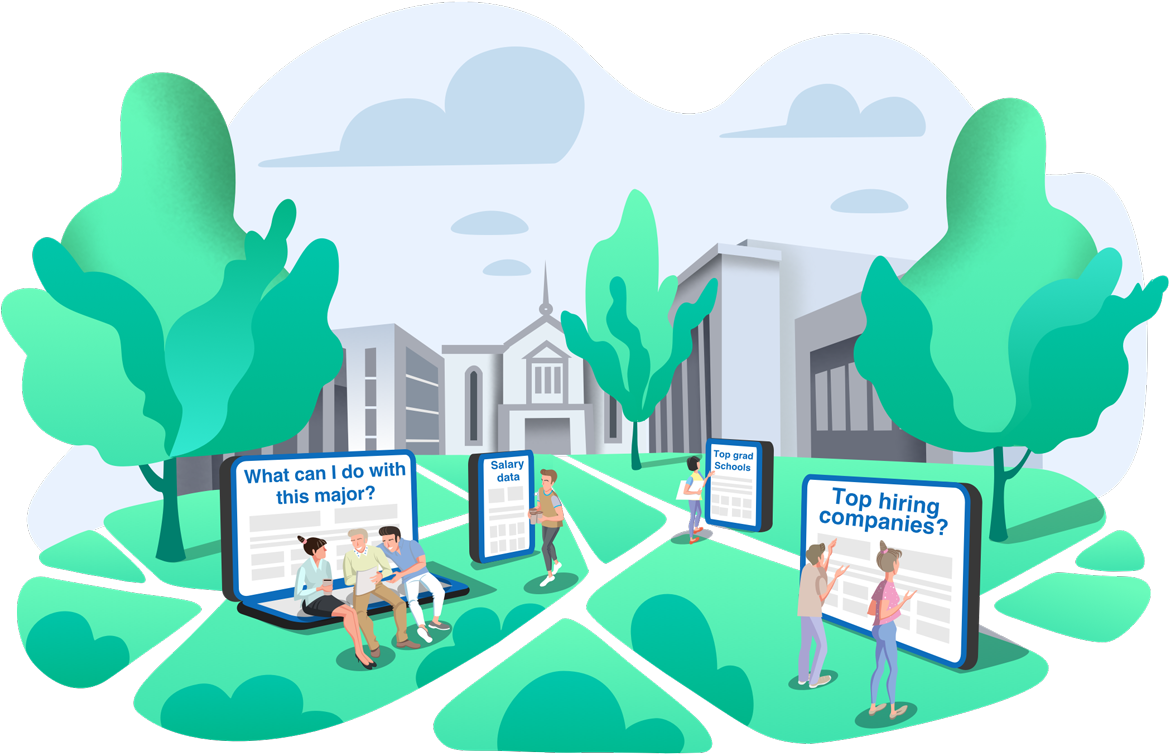 What can I do with
this major?
Salary
data
Top grad
Schools
Top hiring
companies?